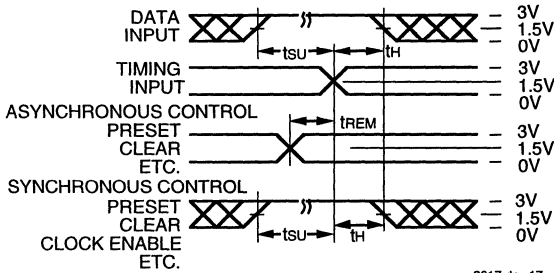 DATA
INPUT
3V
1.5V
0V
tSU
tH
TIMING
INPUT
3V
1.5V
0V
ASYNCHRONOUS CONTROL
PRESET
CLEAR
ETC.
tREM
3V
1.5V
0V
SYNCHRONOUS CONTROL
PRESET
CLEAR
CLOCK ENABLE
ETC.
3V
1.5V
0V
tSU
tH